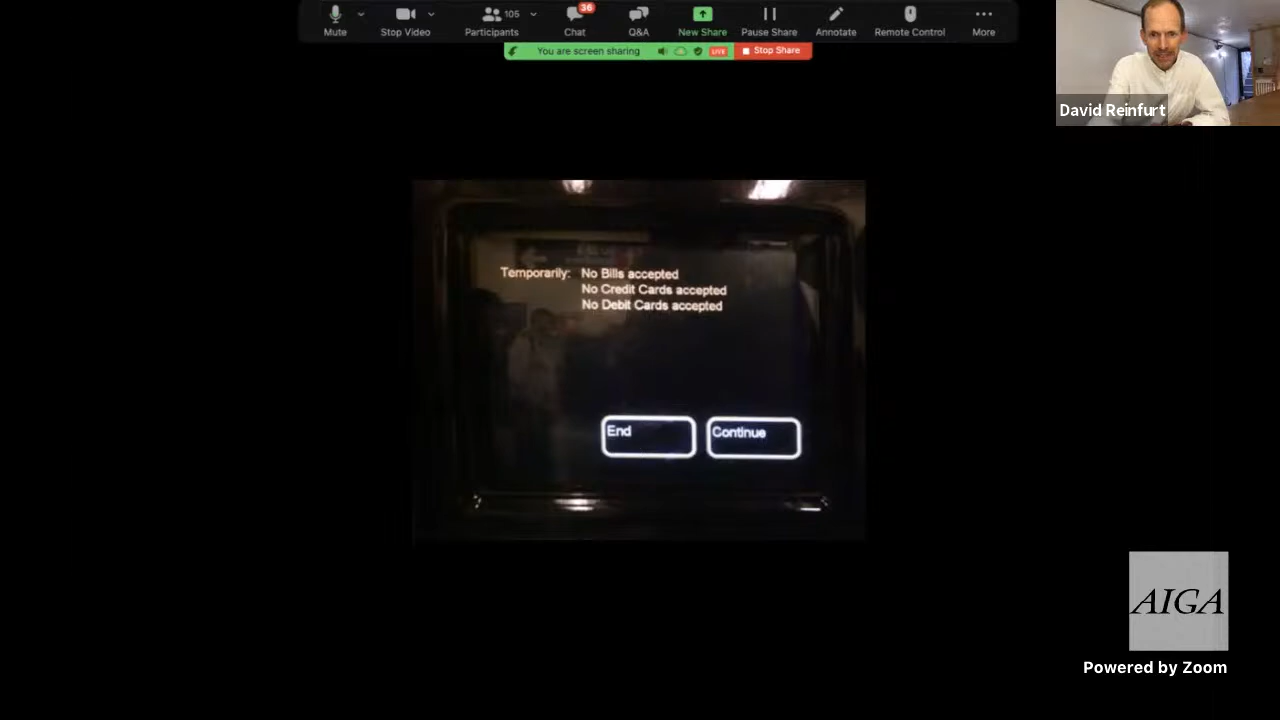 Mute
Stop Video
Participants
105
Chat
36
Q&A
New Share
Pause Share
Annotate
Remote Control
More
You are screen sharing
LIVE
Stop Share
David Reinfurt
Temporarily: No Bills accepted
No Credit Cards accepted
No Debit Cards accepted
End
Continue
AIGA
Powered by Zoom